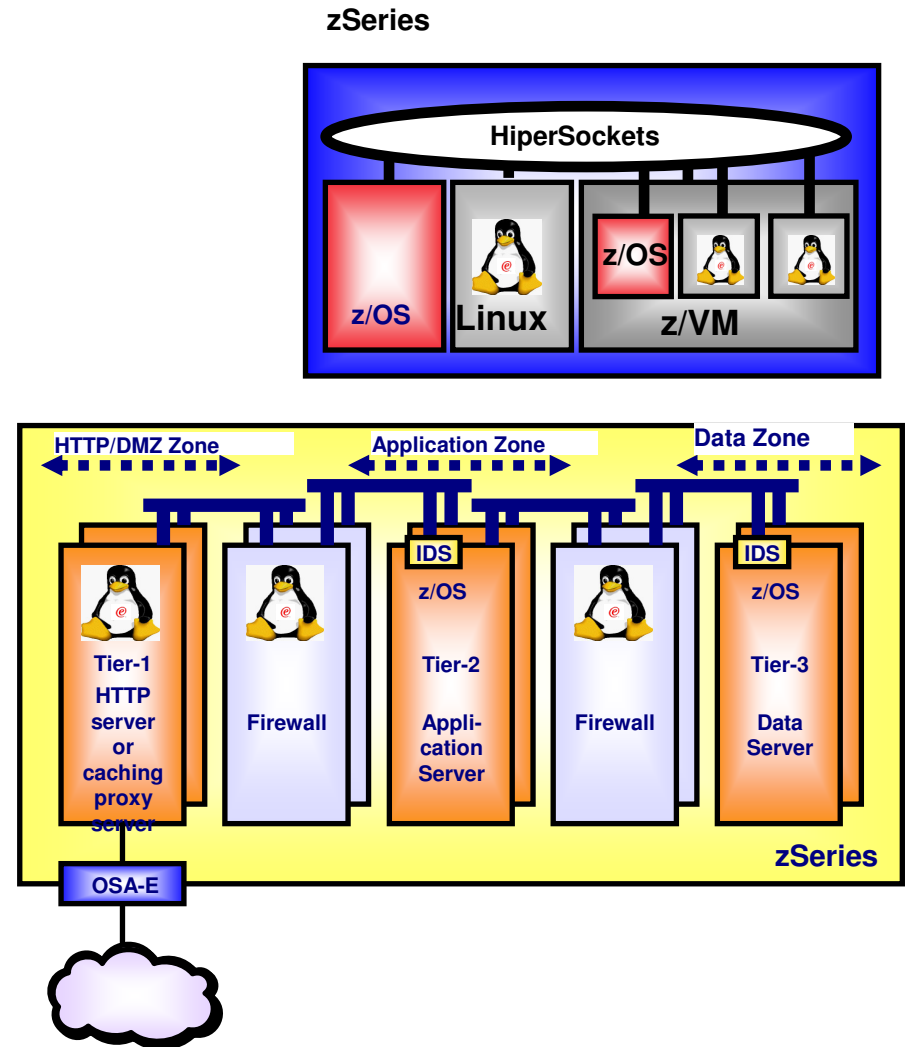 zSeries
HiperSockets
z/OS
Linux
e
z/OS
e
e
z/VM
HTTP/DMZ Zone
Application Zone
Data Zone
e
Tier-1
HTTP
server
or
caching
proxy
server
e
Firewall
IDS
z/OS
Tier-2
Appli-
cation
Server
e
Firewall
IDS
z/OS
Tier-3
Data
Server
zSeries
OSA-E